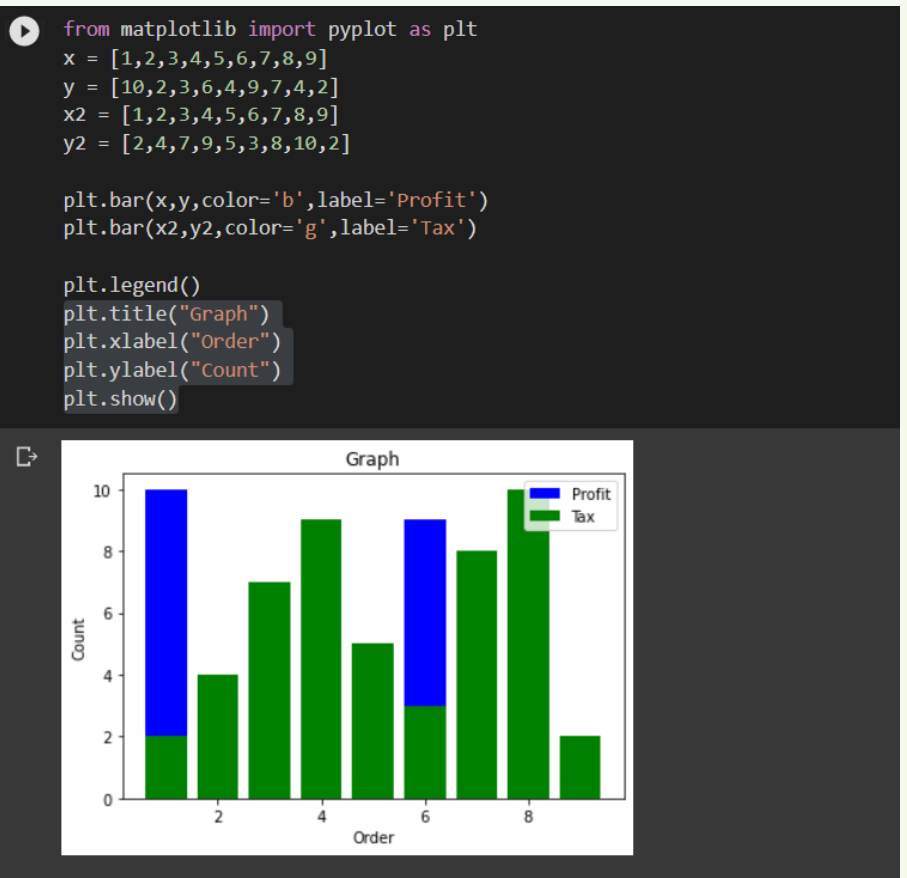 from matplotlib import pyplot as plt
x = [1,2,3,4,5,6,7,8,9]
y = [10,2,3,6,4,9,7,4,2]
x2 = [1,2,3,4,5,6,7,8,9]
y2 = [2,4,7,9,5,3,8,10,2]
plt.bar(x,y,color='b',label='Profit')
plt.bar(x2,y2,color='g',label='Tax')
plt.legend()
plt.title("Graph")
plt.xlabel("Order")
plt.ylabel("Count")
plt.show()
Graph
Profit
Tax
10
8
6
4
2
0
Count
2 4 6 8
Order